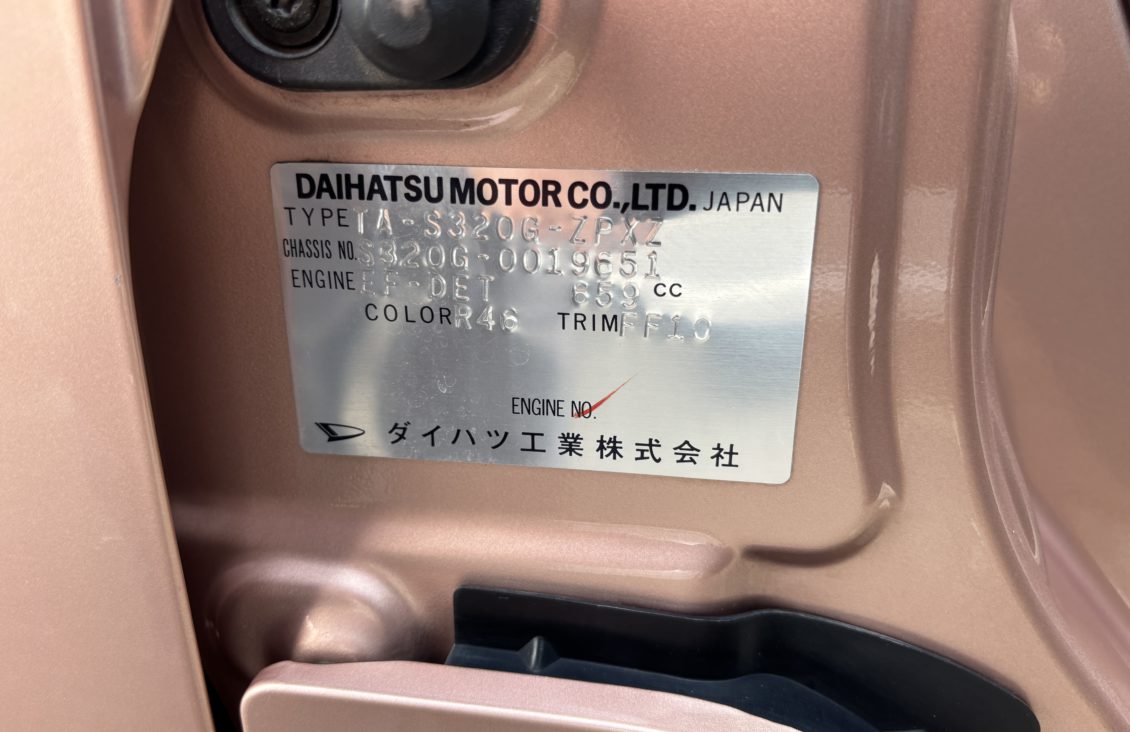 DAIHATSU MOTOR CO.,LTD. JAPAN
TYPE TA-S320G-ZPXZ
CHASSIS NO. S320G-0019651
ENGINE EF-DET 659 CC
COLOR R46 TRIM FF10
ENGINE NO.
ダイハツ工業株式会社